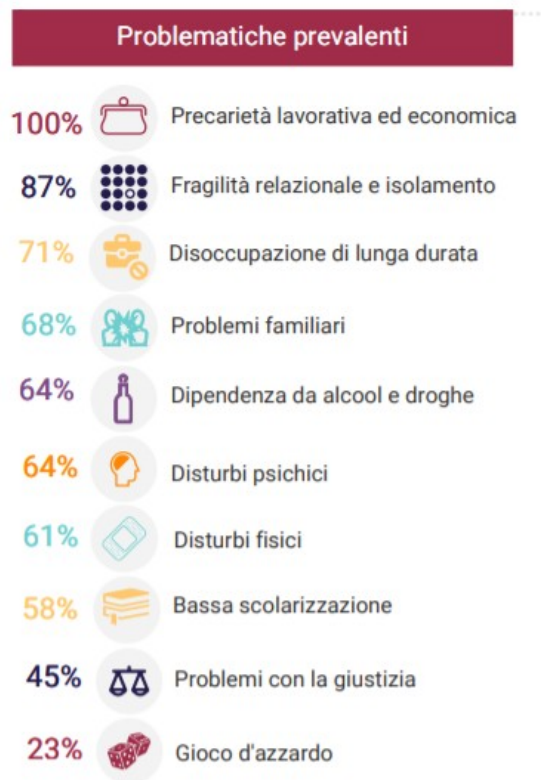 Problematiche prevalenti
100% Precarietà lavorativa ed economica
87% Fragilità relazionale e isolamento
71% Disoccupazione di lunga durata
68% Problemi familiari
64% Dipendenza da alcool e droghe
64% Disturbi psichici
61% Disturbi fisici
58% Bassa scolarizzazione
45% Problemi con la giustizia
23% Gioco d'azzardo